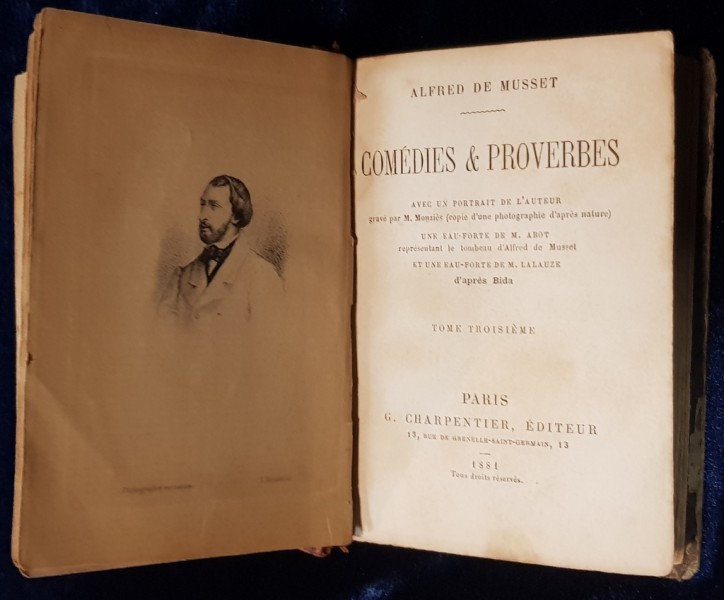 ALFRED DE MUSSET
COMÉDIES & PROVERBES
AVEC UN PORTRAIT DE L'AUTEUR
gravé par M. Monziès (copie d'une photographie d'après nature)
UNE EAU-FORTE DE M. ABOT
représentant le tombeau d'Alfred de Musset
ET UNE EAU-FORTE DE M. LALAUZE
d'après Bida
TOME TROISIÈME
PARIS
G. CHARPENTIER, ÉDITEUR
13, RUE DE GRENELLE-SAINT-GERMAIN, 13
1881
Tous droits réservés.